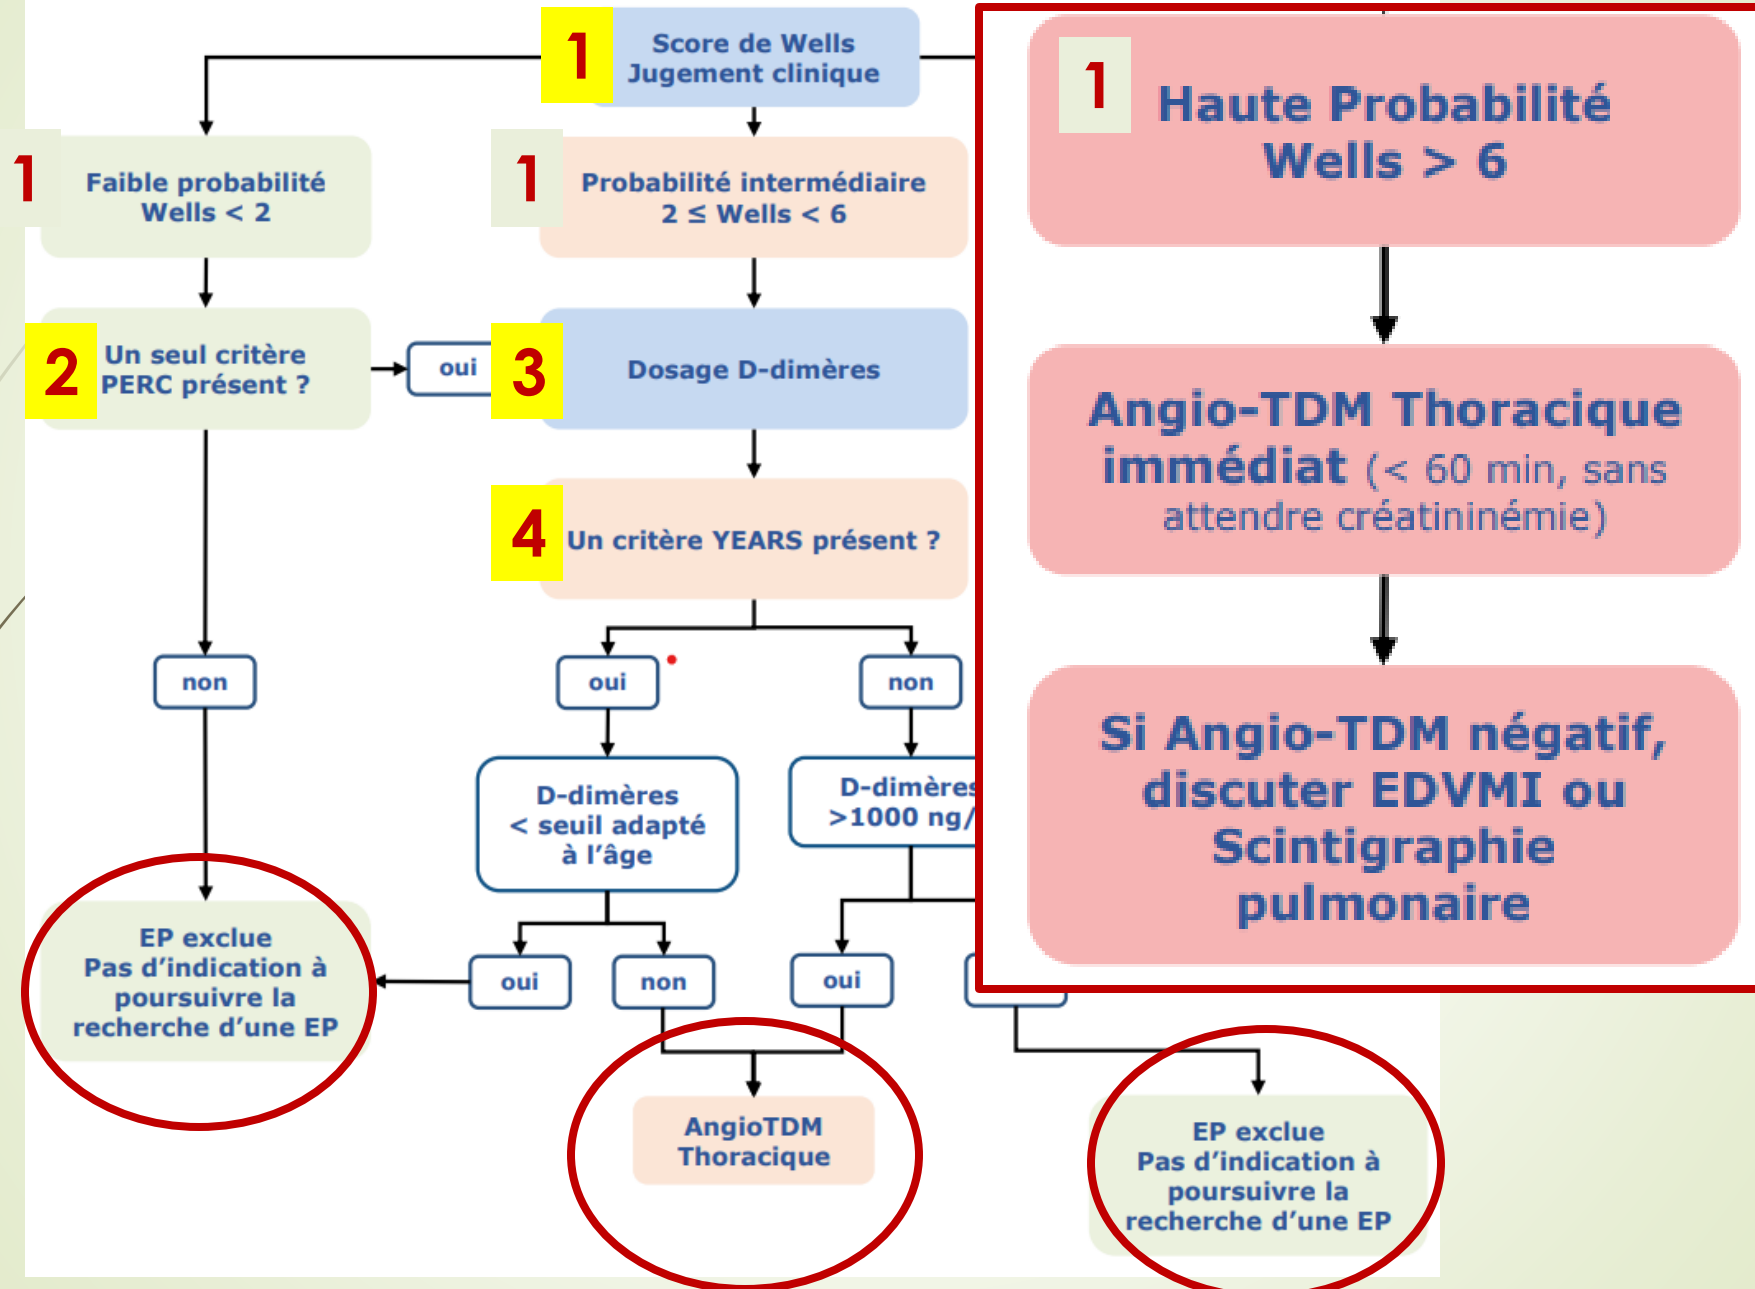 1
Score de Wells
Jugement clinique
1
Faible probabilité
Wells < 2
1
Probabilité intermédiaire
2 ≤ Wells < 6
1
Haute Probabilité
Wells > 6
2
Un seul critère
PERC présent ?
oui
3
Dosage D-dimères
Angio-TDM Thoracique
immédiat (< 60 min, sans
attendre créatininémie)
4
Un critère YEARS présent ?
non
oui
non
Si Angio-TDM négatif,
discuter EDVMI ou
Scintigraphie
pulmonaire
D-dimères
< seuil adapté
à l'âge
D-dimères
>1000 ng/
oui
non
oui
EP exclue
Pas d'indication à
poursuivre la
recherche d'une EP
AngioTDM
Thoracique
EP exclue
Pas d'indication à
poursuivre la
recherche d'une EP